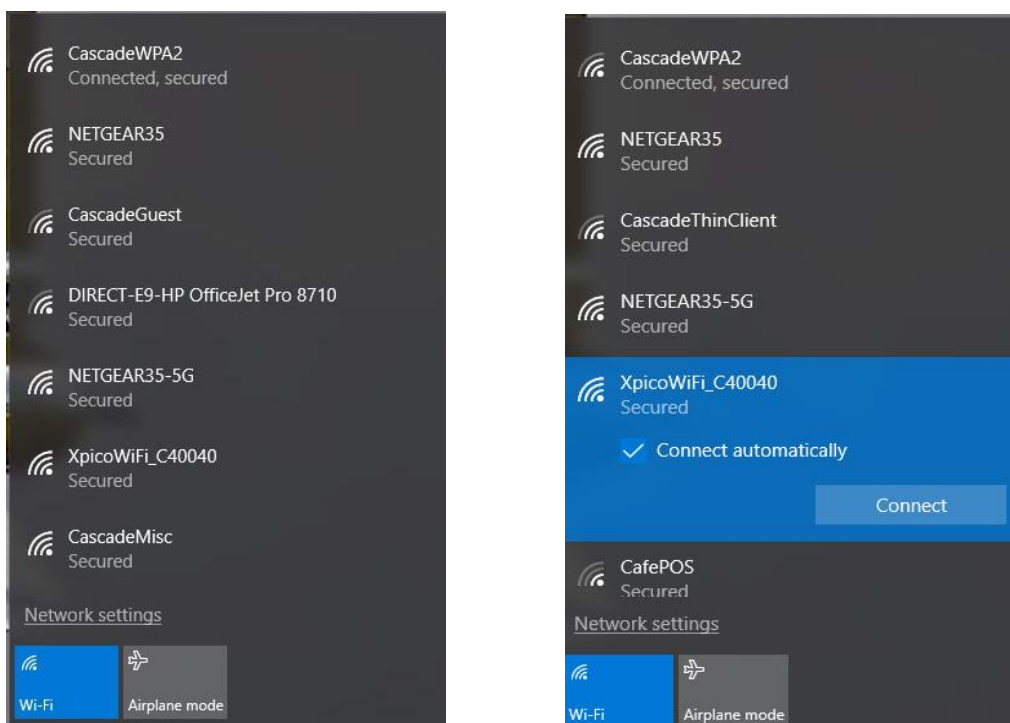 CascadeWPA2
Connected, secured
NETGEAR35
Secured
CascadeGuest
Secured
DIRECT-E9-HP OfficeJet Pro 8710
Secured
NETGEAR35-5G
Secured
XpicoWiFi_C40040
Secured
CascadeMisc
Secured
Network settings
Wi-Fi
Airplane mode
CascadeWPA2
Connected, secured
NETGEAR35
Secured
CascadeThinClient
Secured
NETGEAR35-5G
Secured
XpicoWiFi_C40040
Secured
Connect automatically
Connect
CafePOS
Secured
Network settings
Wi-Fi
Airplane mode